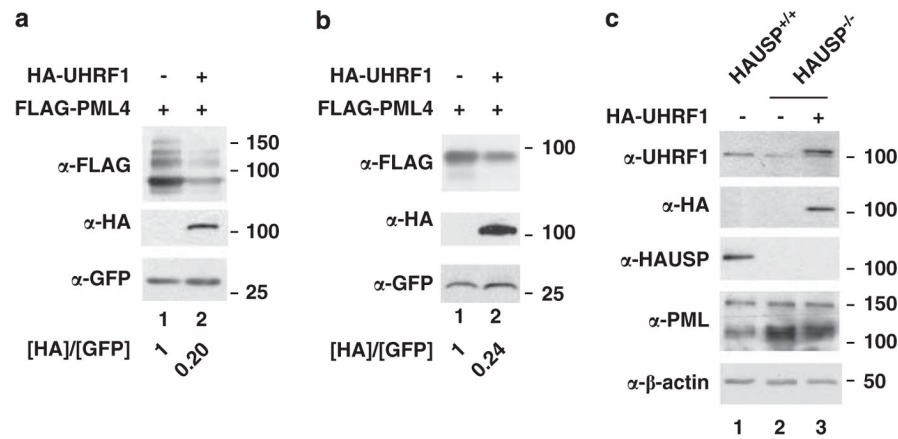 a
HA-UHRF1 - +
FLAG-PML4 + +
α-FLAG
- 150
- 100
α-HA
- 100
α-GFP
- 25
1 2
[HA]/[GFP] 1 0.20
b
HA-UHRF1 - +
FLAG-PML4 + +
α-FLAG
- 100
α-HA
- 100
α-GFP
- 25
1 2
[HA]/[GFP] 1 0.24
c
HAUSP+/+ HAUSP-/-
HA-UHRF1 - - +
α-UHRF1 - 100
α-HA - 100
α-HAUSP - 100
α-PML
- 150
- 100
α-β-actin - 50
1 2 3